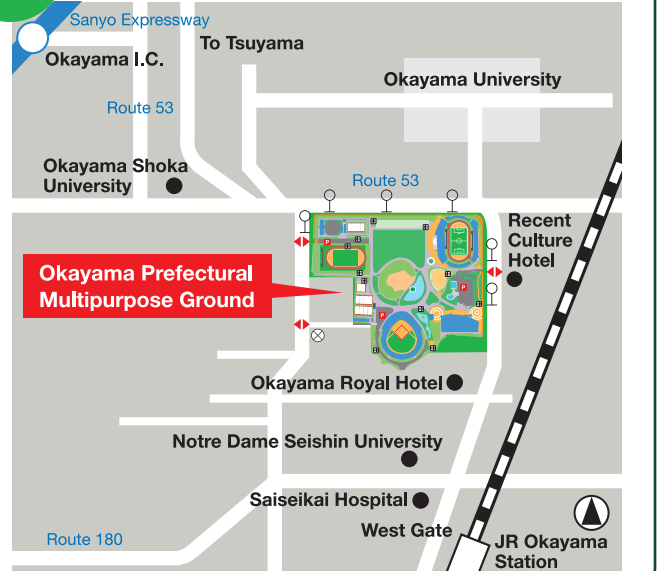 Sanyo Expressway
To Tsuyama
Okayama I.C.
Okayama University
Route 53
Okayama Shoka
University
Route 53
Recent
Culture
Hotel
Okayama Prefectural
Multipurpose Ground
P
P
P
Okayama Royal Hotel
Notre Dame Seishin University
Saiseikai Hospital
West Gate
Route 180
JR Okayama
Station